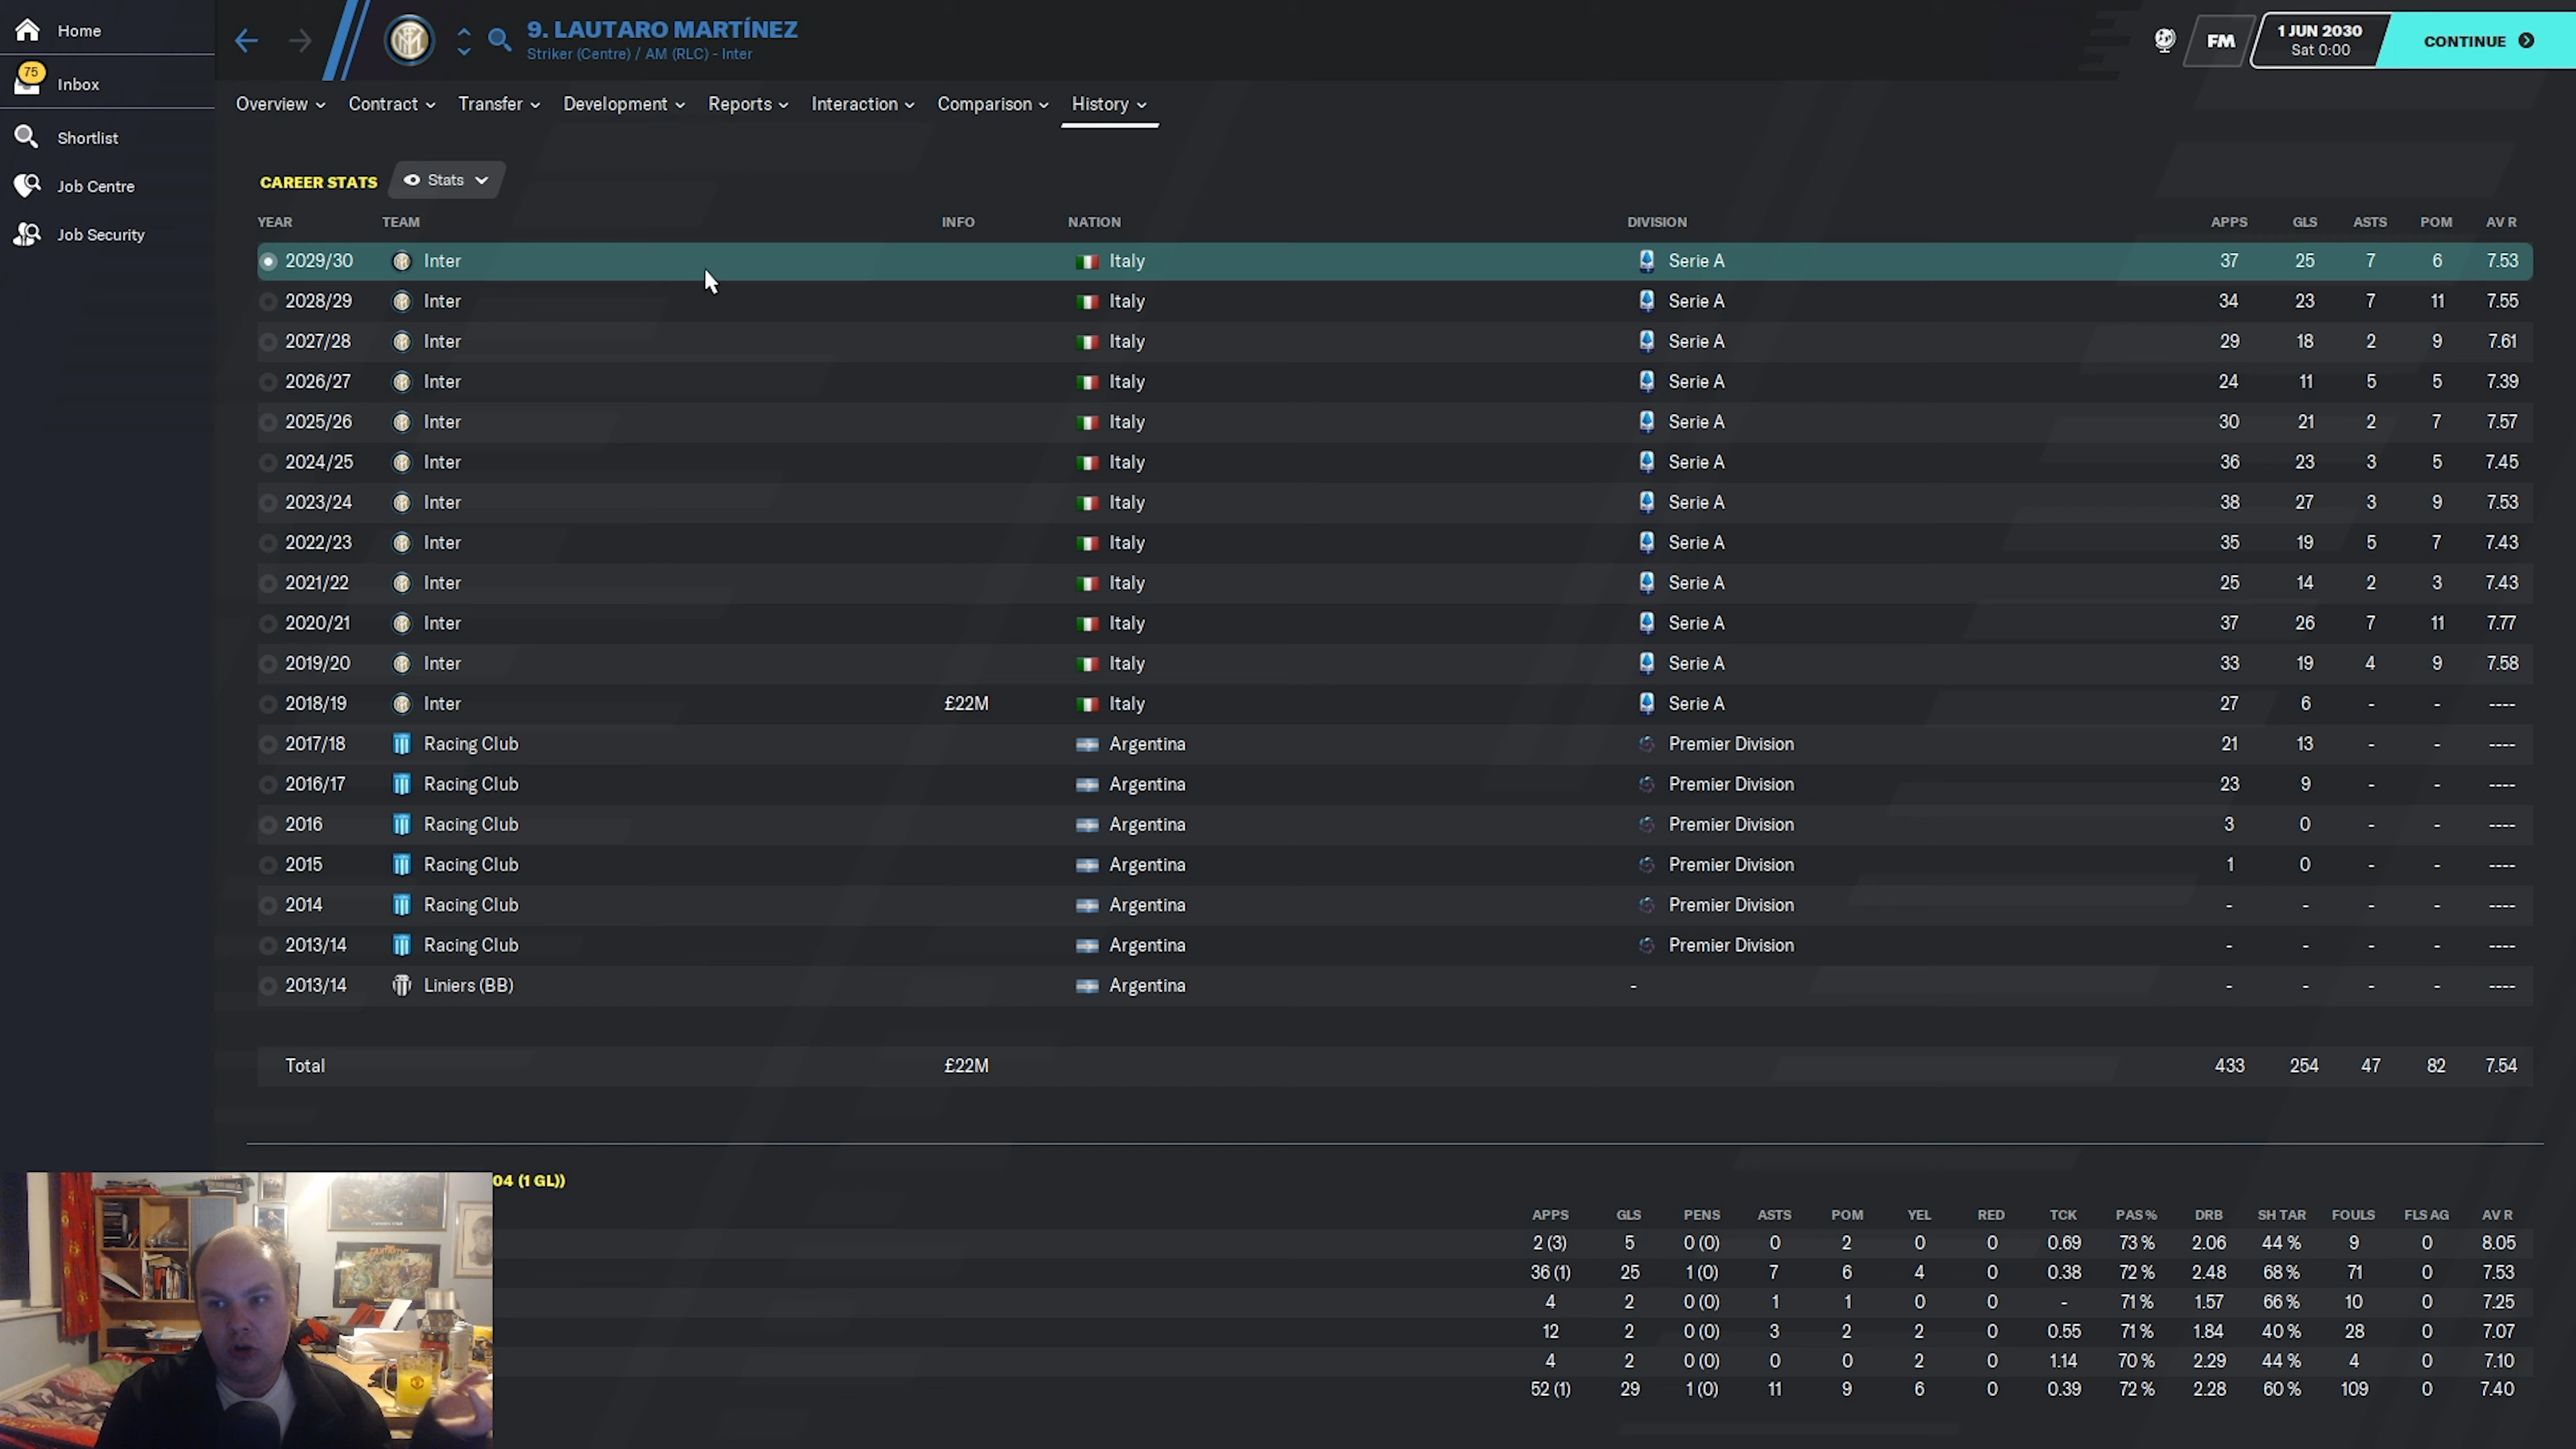 Home
75
Inbox
Shortlist
Job Centre
Job Security
9. LAUTARO MARTÍNEZ
Striker (Centre) / AM (RLC) - Inter
FM
1 JUN 2030
Sat 0:00
CONTINUE
Overview Contract Transfer Development Reports Interaction Comparison History
CAREER STATS Stats
YEAR TEAM INFO NATION DIVISION APPS GLS ASTS POM AV R
2029/30 Inter Italy Serie A 37 25 7 6 7.53
2028/29 Inter Italy Serie A 34 23 7 11 7.55
2027/28 Inter Italy Serie A 29 18 2 9 7.61
2026/27 Inter Italy Serie A 24 11 5 5 7.39
2025/26 Inter Italy Serie A 30 21 2 7 7.57
2024/25 Inter Italy Serie A 36 23 3 5 7.45
2023/24 Inter Italy Serie A 38 27 3 9 7.53
2022/23 Inter Italy Serie A 35 19 5 7 7.43
2021/22 Inter Italy Serie A 25 14 2 3 7.43
2020/21 Inter Italy Serie A 37 26 7 11 7.77
2019/20 Inter Italy Serie A 33 19 4 9 7.58
2018/19 Inter £22M Italy Serie A 27 6 - - ----
2017/18 Racing Club Argentina Premier Division 21 13 - - ----
2016/17 Racing Club Argentina Premier Division 23 9 - - ----
2016 Racing Club Argentina Premier Division 3 0 - - ----
2015 Racing Club Argentina Premier Division 1 0 - - ----
2014 Racing Club Argentina Premier Division - - - - ----
2013/14 Racing Club Argentina Premier Division - - - - ----
2013/14 Liniers (BB) Argentina - - - - - ----
Total £22M 433 254 47 82 7.54
04 (1 GL))
APPS GLS PENS ASTS POM YEL RED TCK PAS % DRB SH TAR FOULS FLS AG AV R
2 (3) 5 0 (0) 0 2 0 0 0.69 73 % 2.06 44 % 9 0 8.05
36 (1) 25 1 (0) 7 6 4 0 0.38 72 % 2.48 68 % 71 0 7.53
4 2 0 (0) 1 1 0 0 - 71 % 1.57 66 % 10 0 7.25
12 2 0 (0) 3 2 2 0 0.55 71 % 1.84 40 % 28 0 7.07
4 2 0 (0) 0 0 2 0 1.14 70 % 2.29 44 % 4 0 7.10
52 (1) 29 1 (0) 11 9 6 0 0.39 72 % 2.28 60 % 109 0 7.40